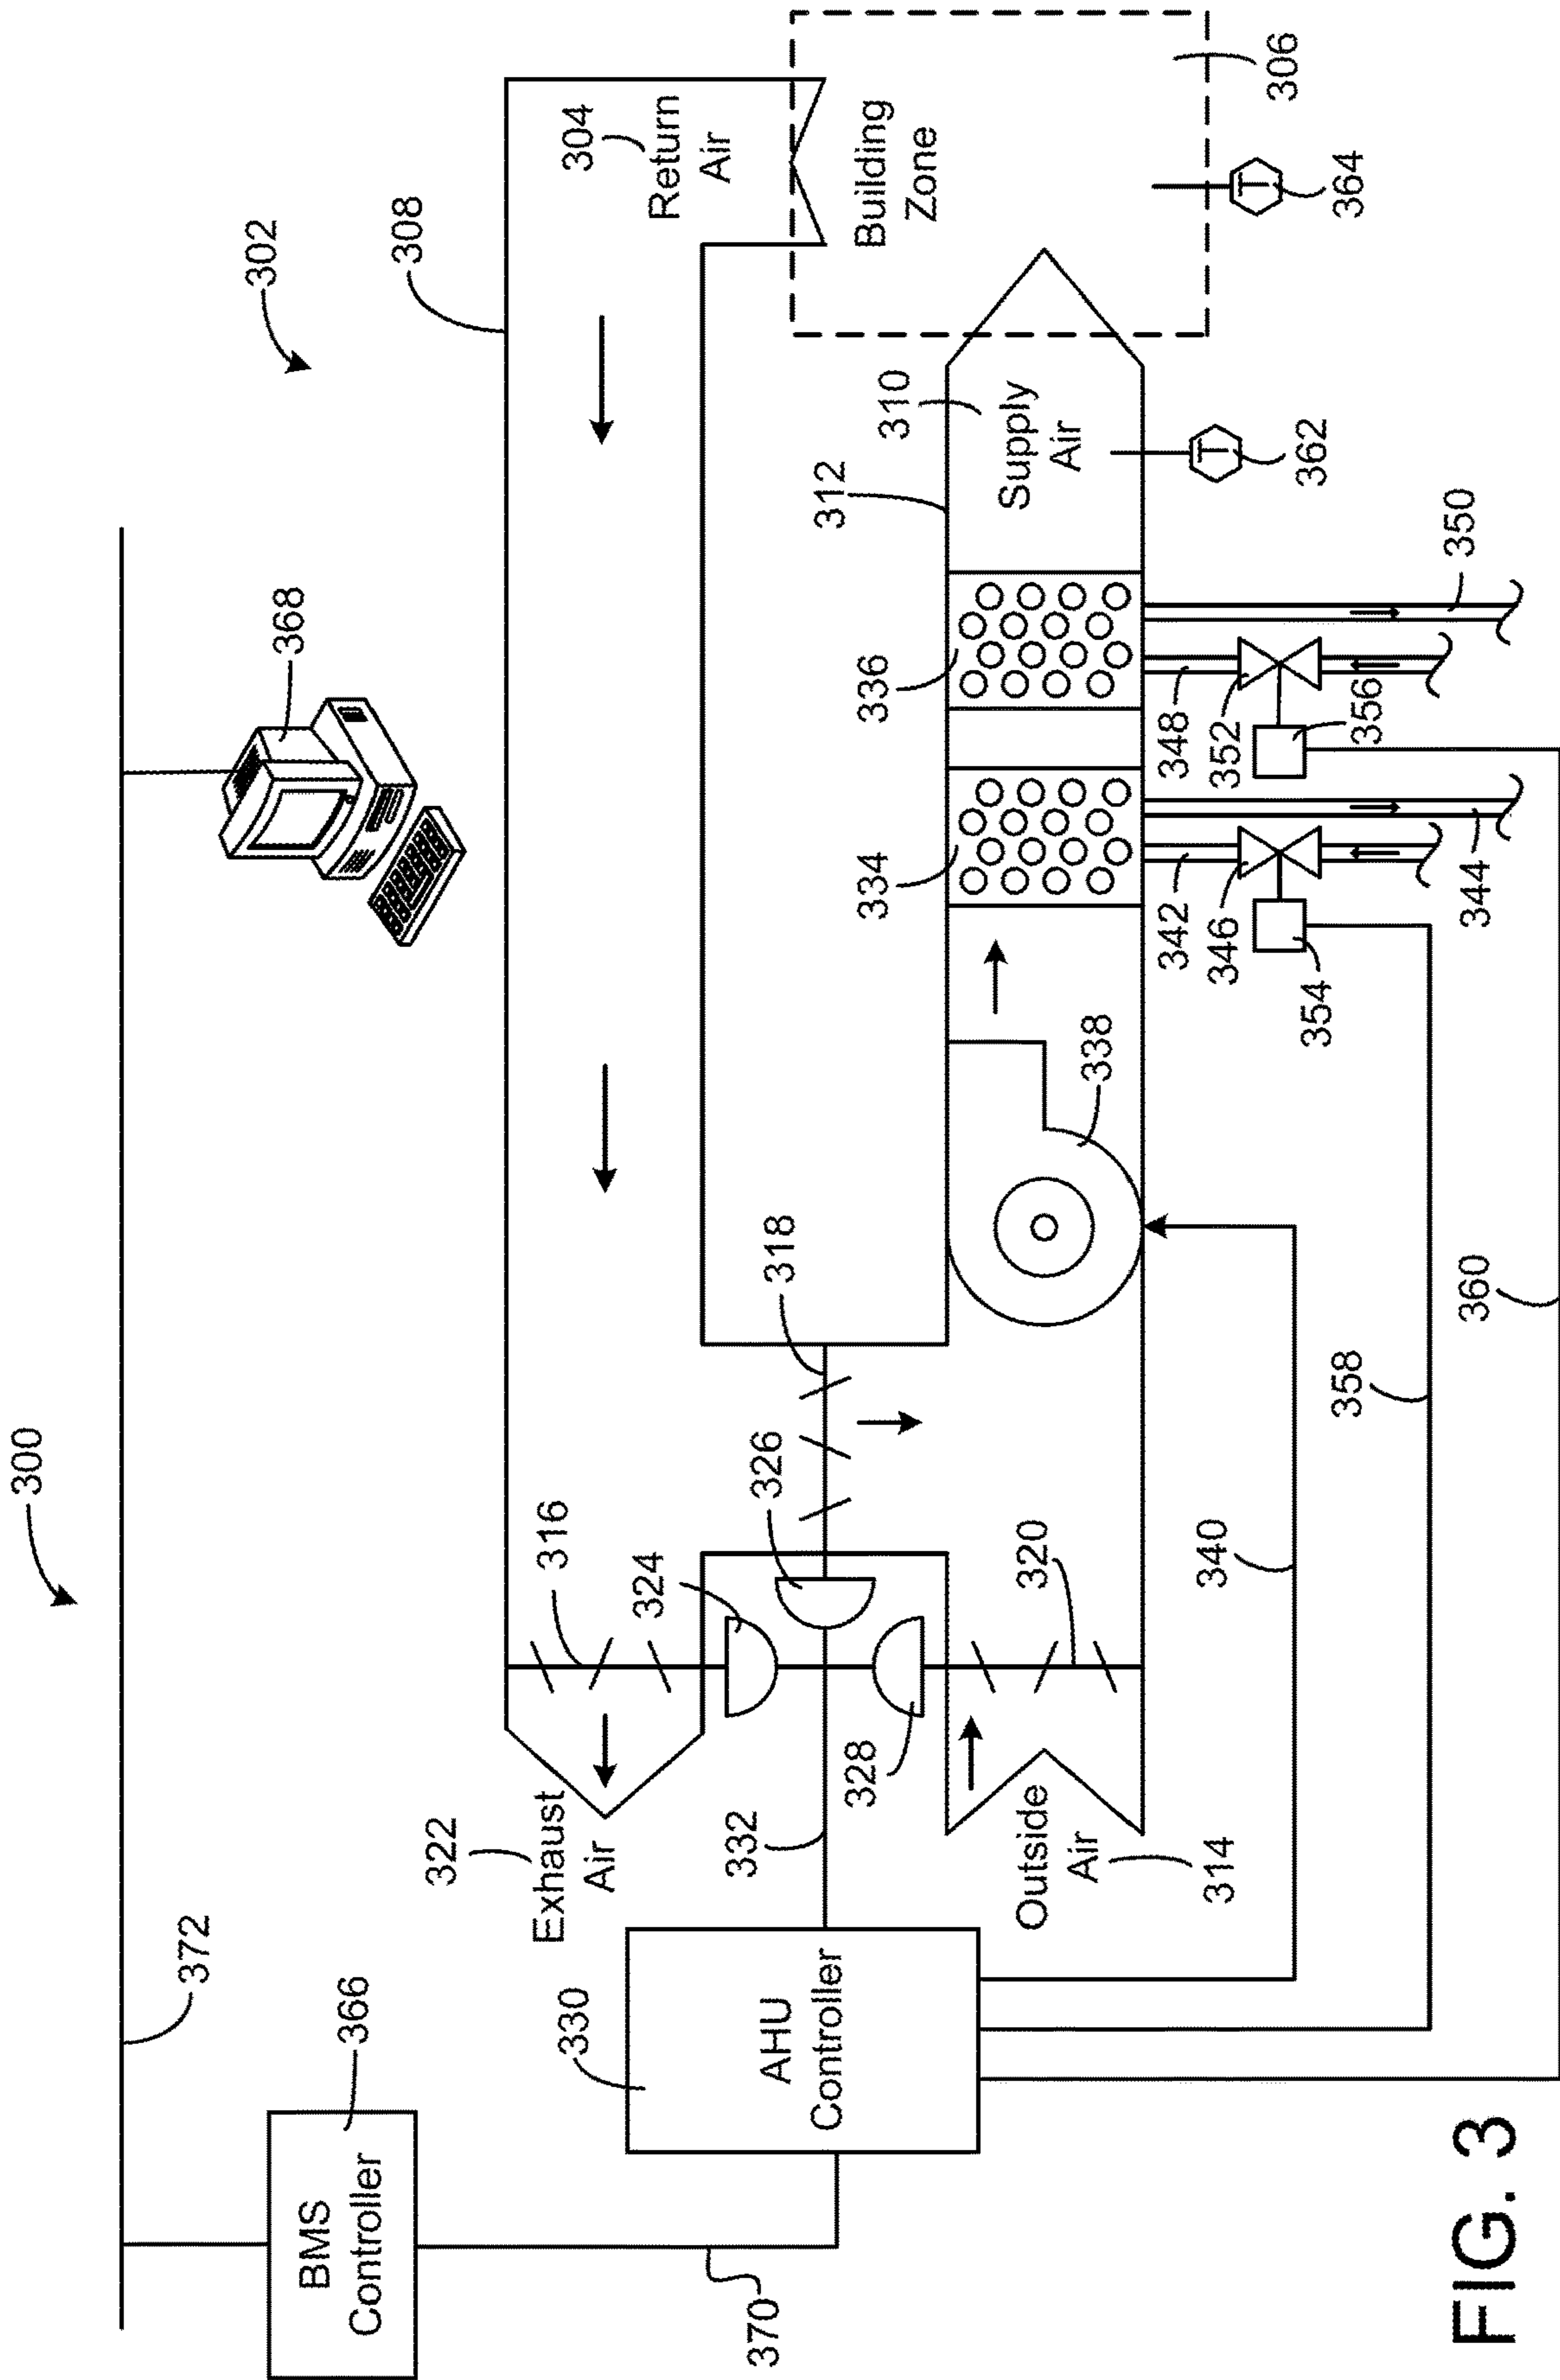 300
372
BMS
Controller
366
368
302
308
304
Return
Air
322
Exhaust
Air
316
324
326
318
370
330
AHU
Controller
332
328
Building
Zone
306
Outside
Air
314
320
338
334
336
312
310
Supply
Air
342
346
354
344
348
352
356
350
T
362
T
364
340
358
360
FIG. 3